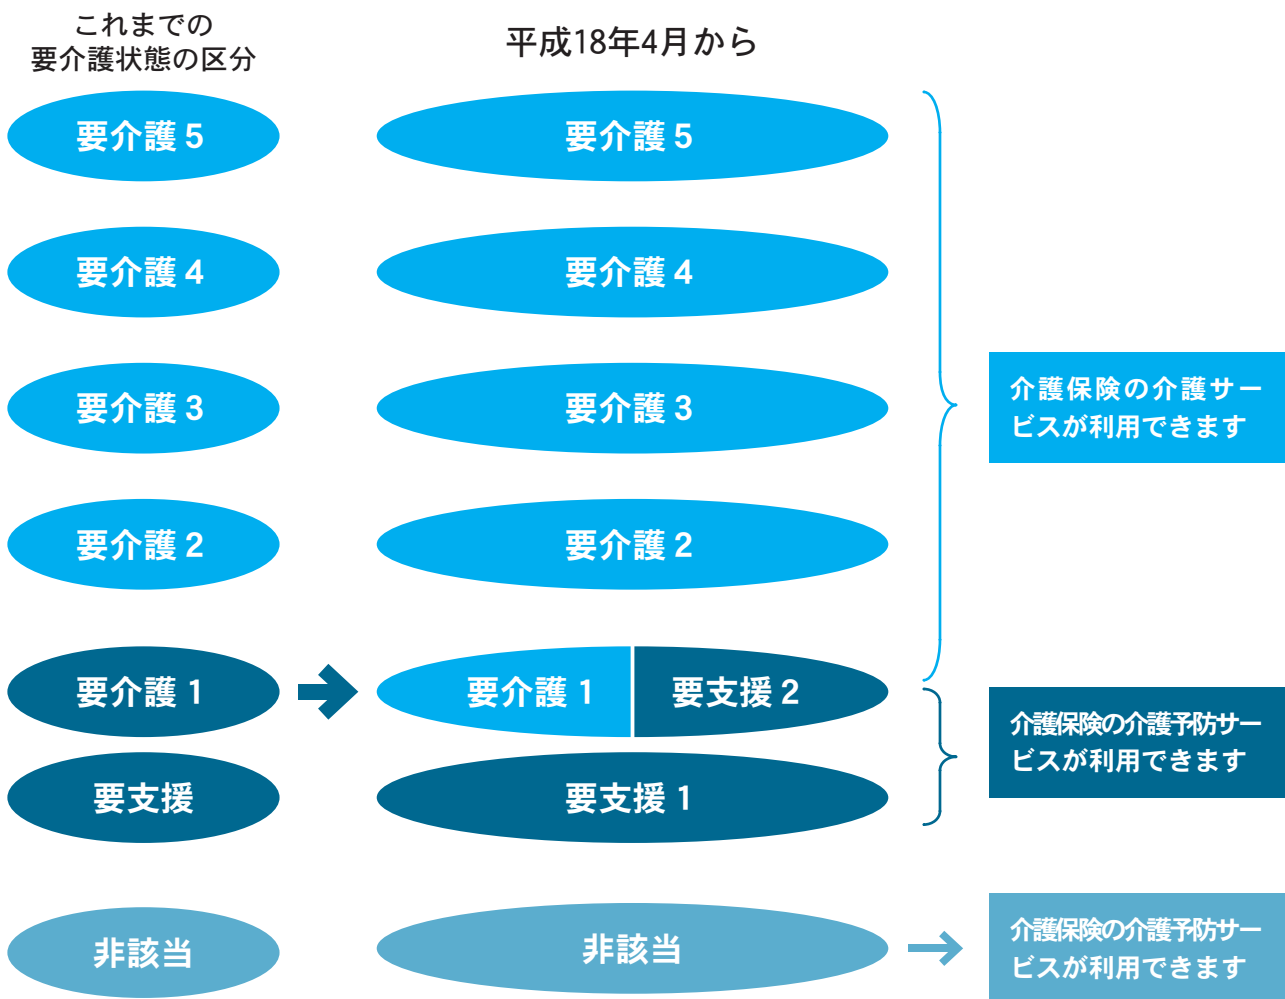 これまでの
要介護状態の区分
平成18年4月から
要介護5
要介護5
要介護4
要介護4
要介護3
要介護3
介護保険の介護サー
ビスが利用できます
要介護2
要介護2
要介護1
要介護1
要支援2
介護保険の介護予防サー
ビスが利用できます
要支援
要支援1
非該当
非該当
介護保険の介護予防サー
ビスが利用できます